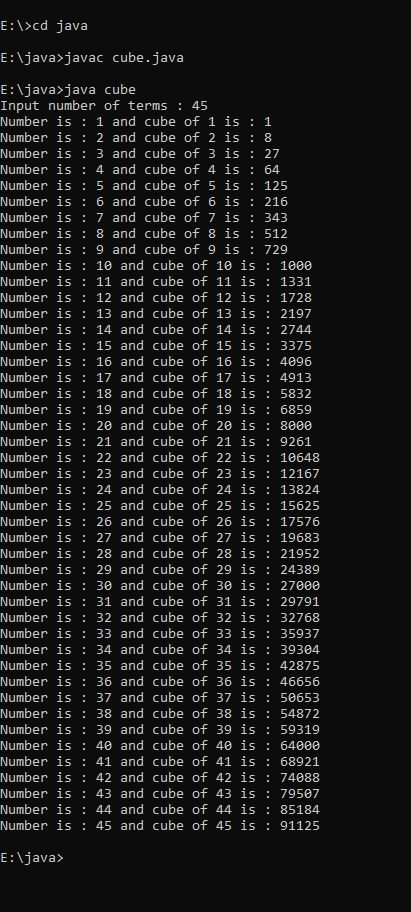 E:\>cd java
E:\java>javac cube.java
E:\java>java cube
Input number of terms : 45
Number is : 1 and cube of 1 is : 1
Number is : 2 and cube of 2 is : 8
Number is : 3 and cube of 3 is : 27
Number is : 4 and cube of 4 is : 64
Number is : 5 and cube of 5 is : 125
Number is : 6 and cube of 6 is : 216
Number is : 7 and cube of 7 is : 343
Number is : 8 and cube of 8 is : 512
Number is : 9 and cube of 9 is : 729
Number is : 10 and cube of 10 is : 1000
Number is : 11 and cube of 11 is : 1331
Number is : 12 and cube of 12 is : 1728
Number is : 13 and cube of 13 is : 2197
Number is : 14 and cube of 14 is : 2744
Number is : 15 and cube of 15 is : 3375
Number is : 16 and cube of 16 is : 4096
Number is : 17 and cube of 17 is : 4913
Number is : 18 and cube of 18 is : 5832
Number is : 19 and cube of 19 is : 6859
Number is : 20 and cube of 20 is : 8000
Number is : 21 and cube of 21 is : 9261
Number is : 22 and cube of 22 is : 10648
Number is : 23 and cube of 23 is : 12167
Number is : 24 and cube of 24 is : 13824
Number is : 25 and cube of 25 is : 15625
Number is : 26 and cube of 26 is : 17576
Number is : 27 and cube of 27 is : 19683
Number is : 28 and cube of 28 is : 21952
Number is : 29 and cube of 29 is : 24389
Number is : 30 and cube of 30 is : 27000
Number is : 31 and cube of 31 is : 29791
Number is : 32 and cube of 32 is : 32768
Number is : 33 and cube of 33 is : 35937
Number is : 34 and cube of 34 is : 39304
Number is : 35 and cube of 35 is : 42875
Number is : 36 and cube of 36 is : 46656
Number is : 37 and cube of 37 is : 50653
Number is : 38 and cube of 38 is : 54872
Number is : 39 and cube of 39 is : 59319
Number is : 40 and cube of 40 is : 64000
Number is : 41 and cube of 41 is : 68921
Number is : 42 and cube of 42 is : 74088
Number is : 43 and cube of 43 is : 79507
Number is : 44 and cube of 44 is : 85184
Number is : 45 and cube of 45 is : 91125
E:\java>